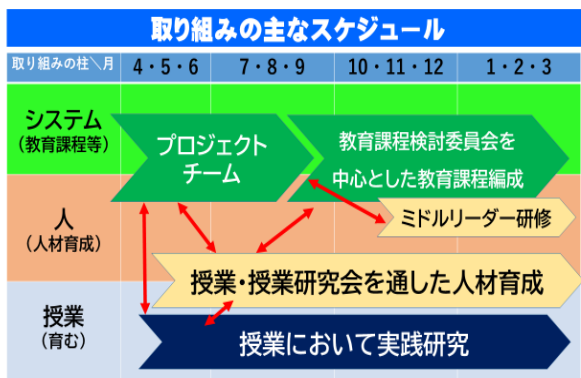 取り組みの主なスケジュール
取り組みの柱＼月 4・5・6 7・8・9 10・11・12 1・2・3
システム
(教育課程等)
プロジェクト
チーム
教育課程検討委員会を
中心とした教育課程編成
人
(人材育成)
ミドルリーダー研修
授業・授業研究会を通した人材育成
授業
(育む)
授業において実践研究